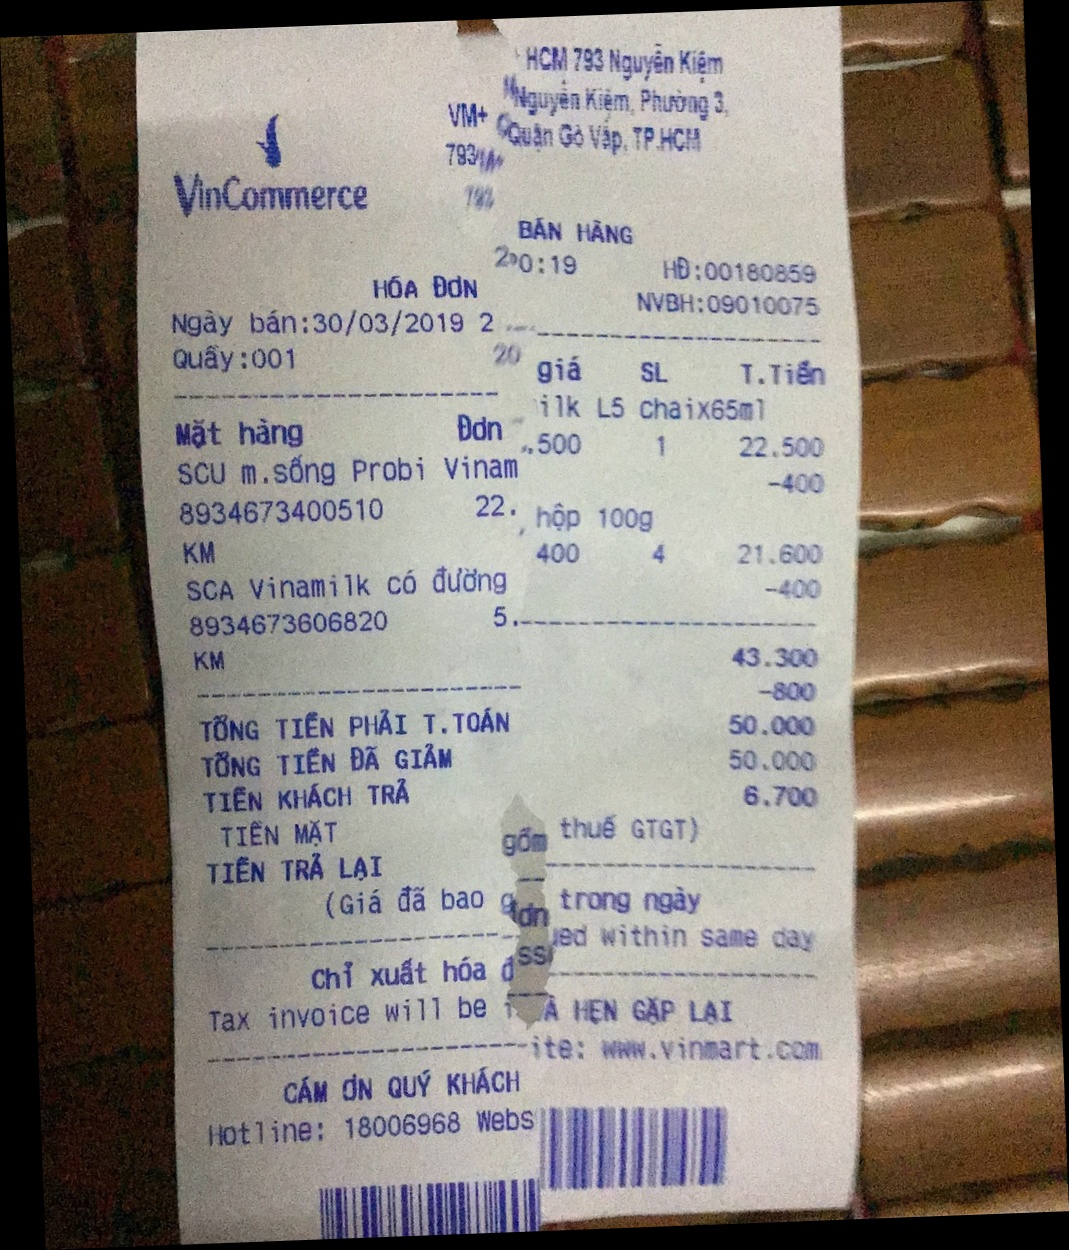 VinCommerce
VM+ HCM 793 Nguyễn Kiệm
793 Nguyễn Kiệm, Phường 3,
Quận Gò Vấp, TP.HCM
HÓA ĐƠN BÁN HÀNG
Ngày bán:30/03/2019 20:19 HĐ:00180859
Quầy:001 NVBH:09010075
Mặt hàng Đơn giá SL T.Tiền
SCU m.sống Probi Vinamilk L5 chaix65ml
8934673400510 22.500 1 22.500
KM -400
SCA Vinamilk có đường hộp 100g
8934673606820 5.400 4 21.600
KM -400
TỔNG TIỀN PHẢI T.TOÁN 43.300
TỔNG TIỀN ĐÃ GIẢM -800
TIỀN KHÁCH TRẢ 50.000
TIỀN MẶT 50.000
TIỀN TRẢ LẠI 6.700
(Giá đã bao gồm thuế GTGT)
Chỉ xuất hóa đơn trong ngày
Tax invoice will be issued within same day
CÁM ƠN QUÝ KHÁCH VÀ HẸN GẶP LẠI
Hotline: 18006968 Website: www.vinmart.com